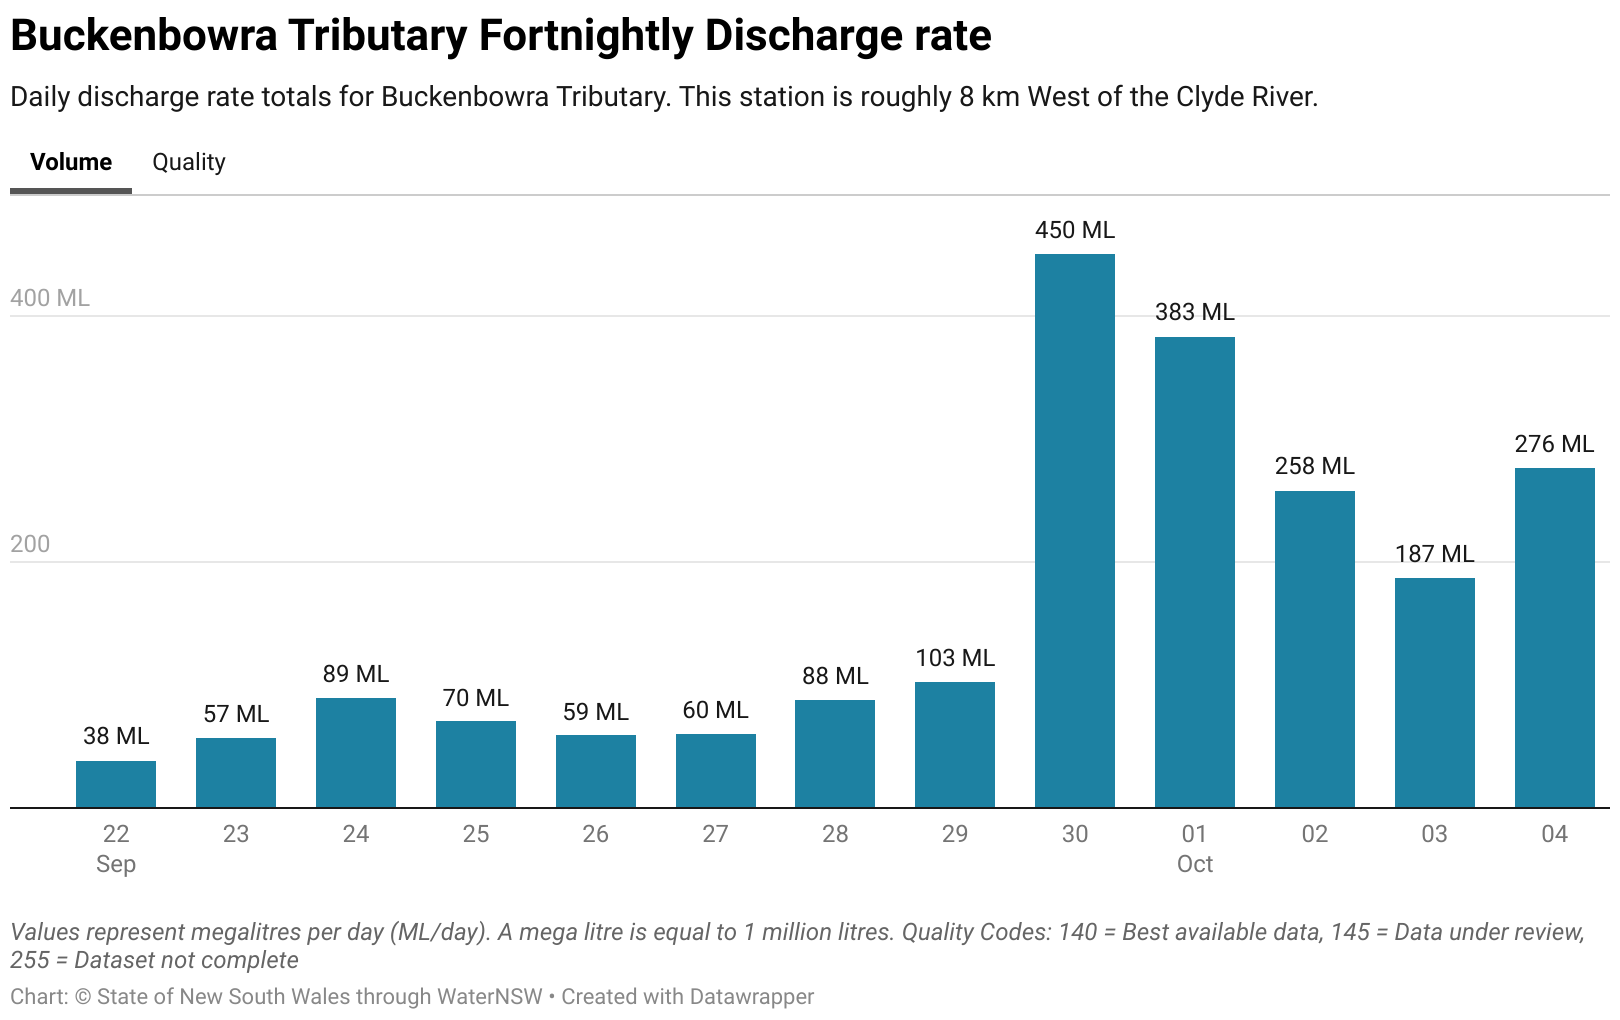 Buckenbowra Tributary Fortnightly Discharge rate
Daily discharge rate totals for Buckenbowra Tributary. This station is roughly 8 km West of the Clyde River.
Volume Quality
400 ML
200
38 ML
57 ML
89 ML
70 ML
59 ML
60 ML
88 ML
103 ML
450 ML
383 ML
258 ML
187 ML
276 ML
22 23 24 25 26 27 28 29 30 01 02 03 04
Sep Oct
Values represent megalitres per day (ML/day). A mega litre is equal to 1 million litres. Quality Codes: 140 = Best available data, 145 = Data under review,
255 = Dataset not complete
Chart: © State of New South Wales through WaterNSW • Created with Datawrapper